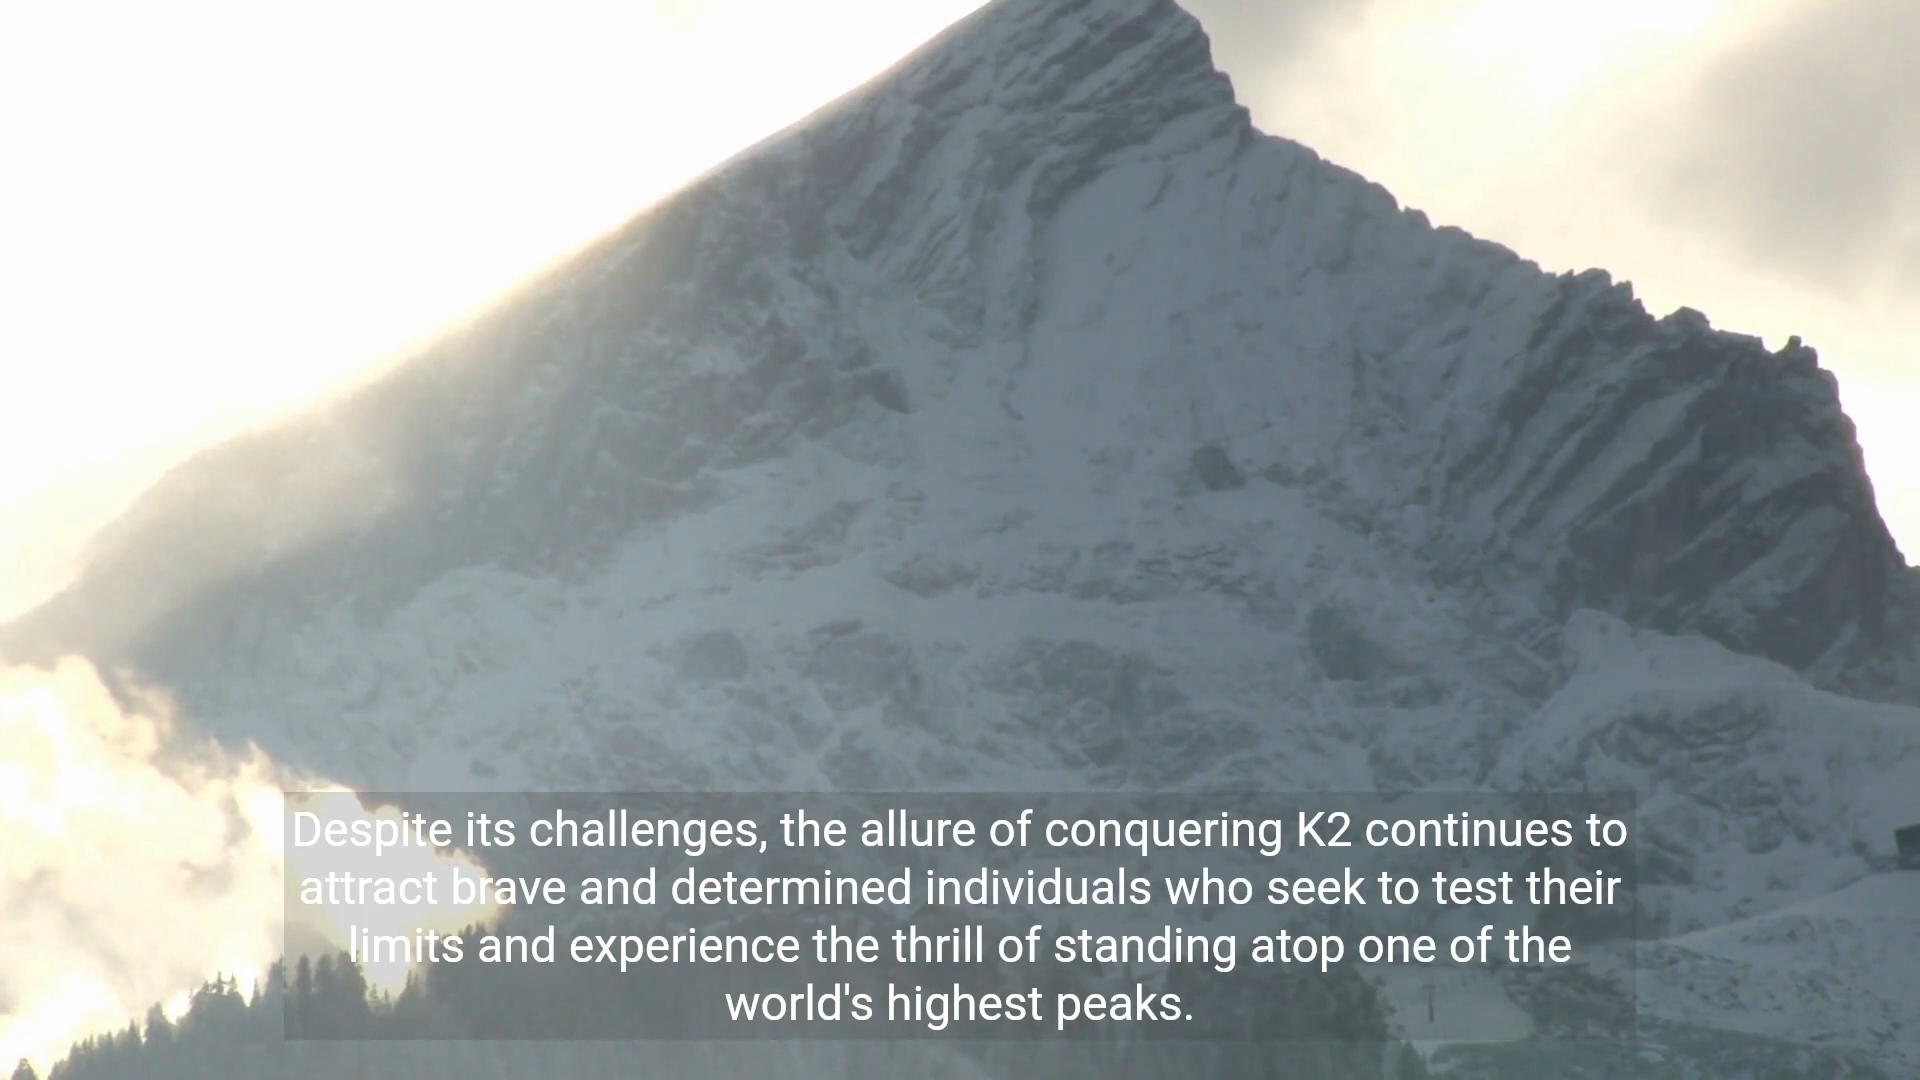 Despite its challenges, the allure of conquering K2 continues to
attract brave and determined individuals who seek to test their
limits and experience the thrill of standing atop one of the
world's highest peaks.